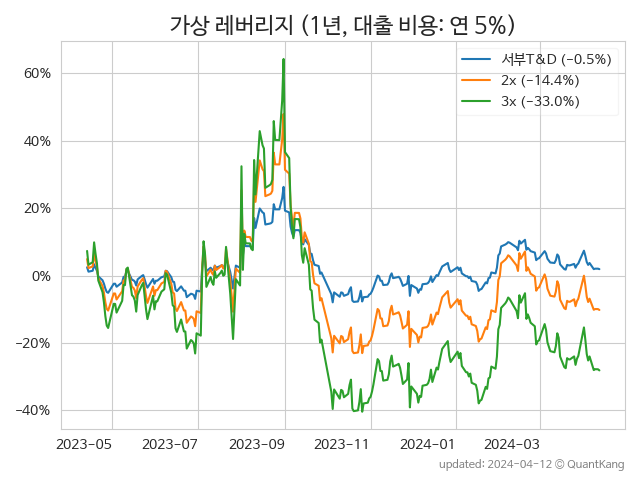 가상 레버리지 (1년, 대출 비용: 연 5%)
서부T&D (−0.5%)
2x (−14.4%)
3x (−33.0%)
60%
40%
20%
0%
−20%
−40%
2023-05 2023-07 2023-09 2023-11 2024-01 2024-03
updated: 2024-04-12 © QuantKang